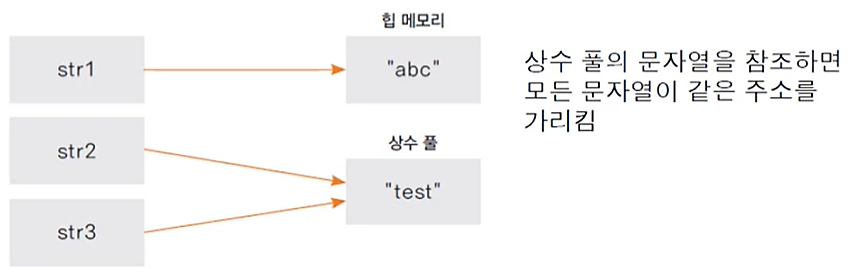 힙 메모리
str1
"abc"
상수 풀의 문자열을 참조하면
모든 문자열이 같은 주소를
가리킴
str2
상수 풀
"test"
str3